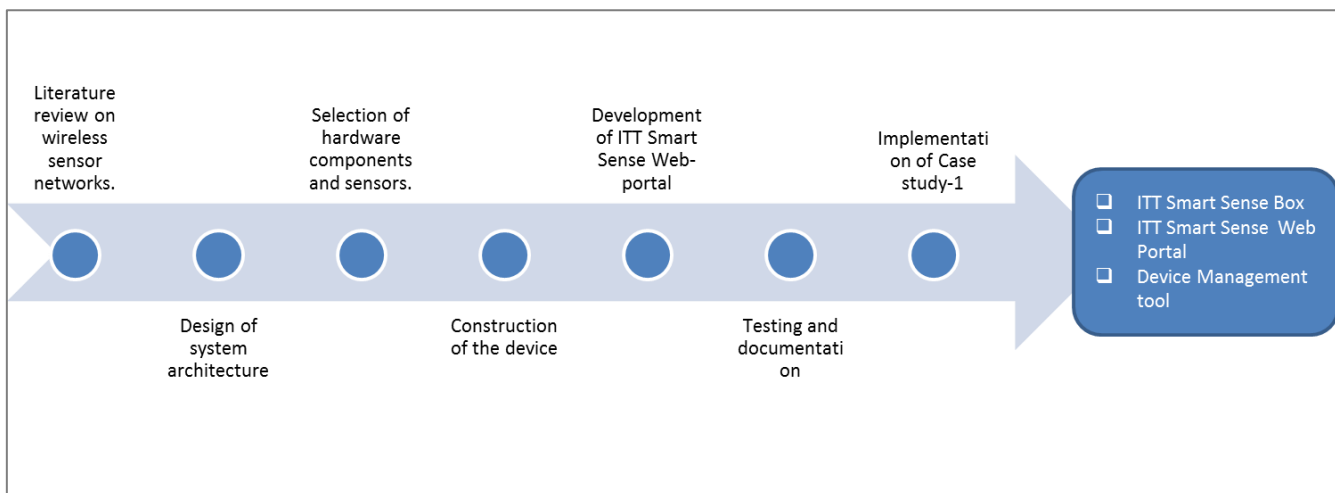 Literature
review on
wireless
sensor
networks.
Design of
system
architecture
Selection of
hardware
components
and sensors.
Construction
of the device
Development
of ITT Smart
Sense Web-
portal
Testing and
documentati
on
Implementati
on of Case
study-1
ITT Smart Sense Box
ITT Smart Sense Web
Portal
Device Management
tool